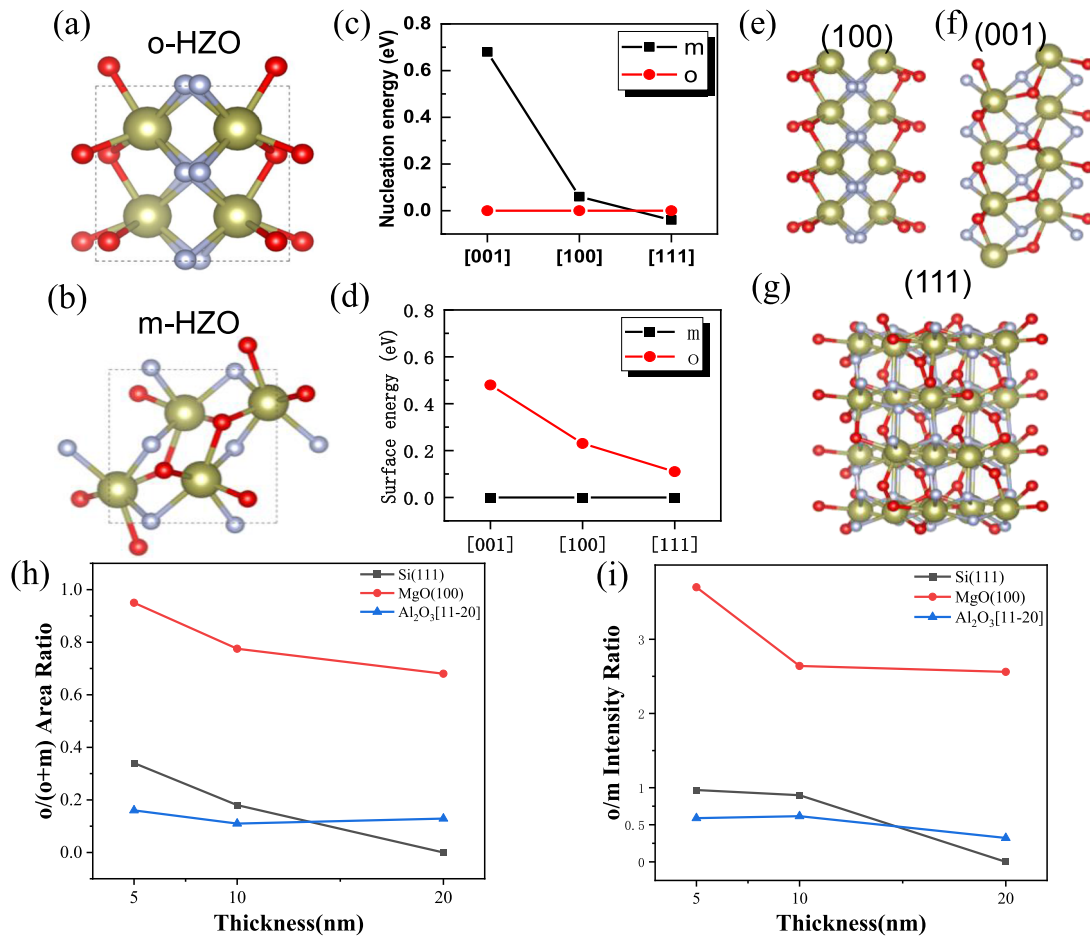 (a)
o-HZO
(b)
m-HZO
(c)
Nucleation energy (eV)
0.8
0.6
0.4
0.2
0.0
m
o
[001]
[100]
[111]
(d)
Surface energy (eV)
0.8
0.6
0.4
0.2
0.0
m
o
[001]
[100]
[111]
(e)
(100)
(f)
(001)
(g)
(111)
(h)
o/(o+m) Area Ratio
1.0
0.8
0.6
0.4
0.2
0.0
Si(111)
MgO(100)
Al₂O₃[11-20]
5
10
20
Thickness(nm)
(i)
o/m Intensity Ratio
3
2
1
0.5
0
Si(111)
MgO(100)
Al₂O₃[11-20]
5
10
20
Thickness(nm)